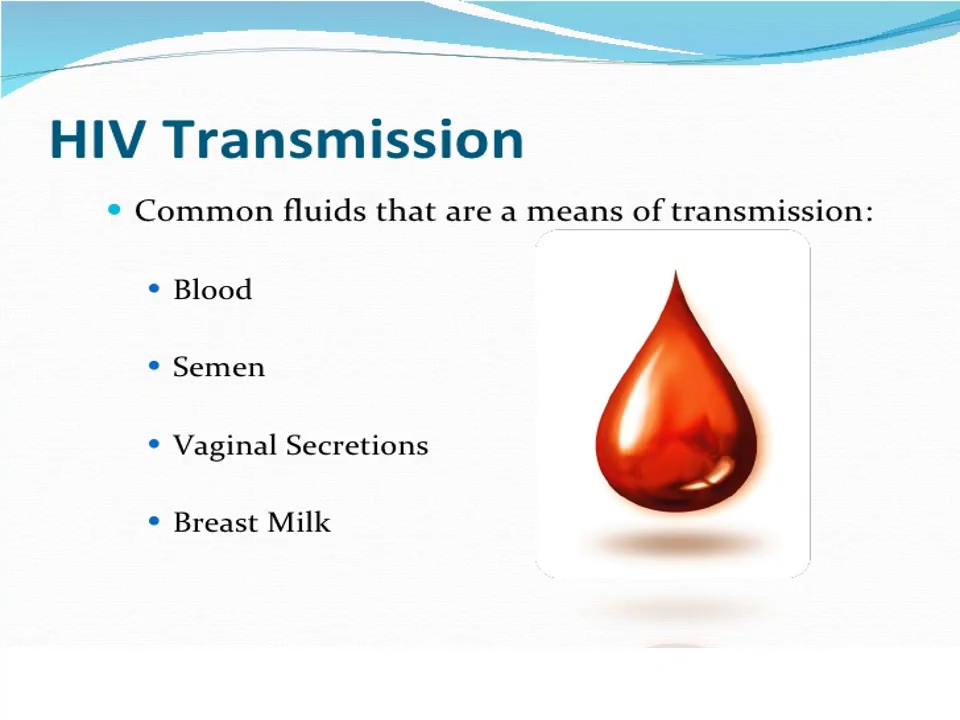 HIV Transmission
• Common fluids that are a means of transmission:
• Blood
• Semen
• Vaginal Secretions
• Breast Milk